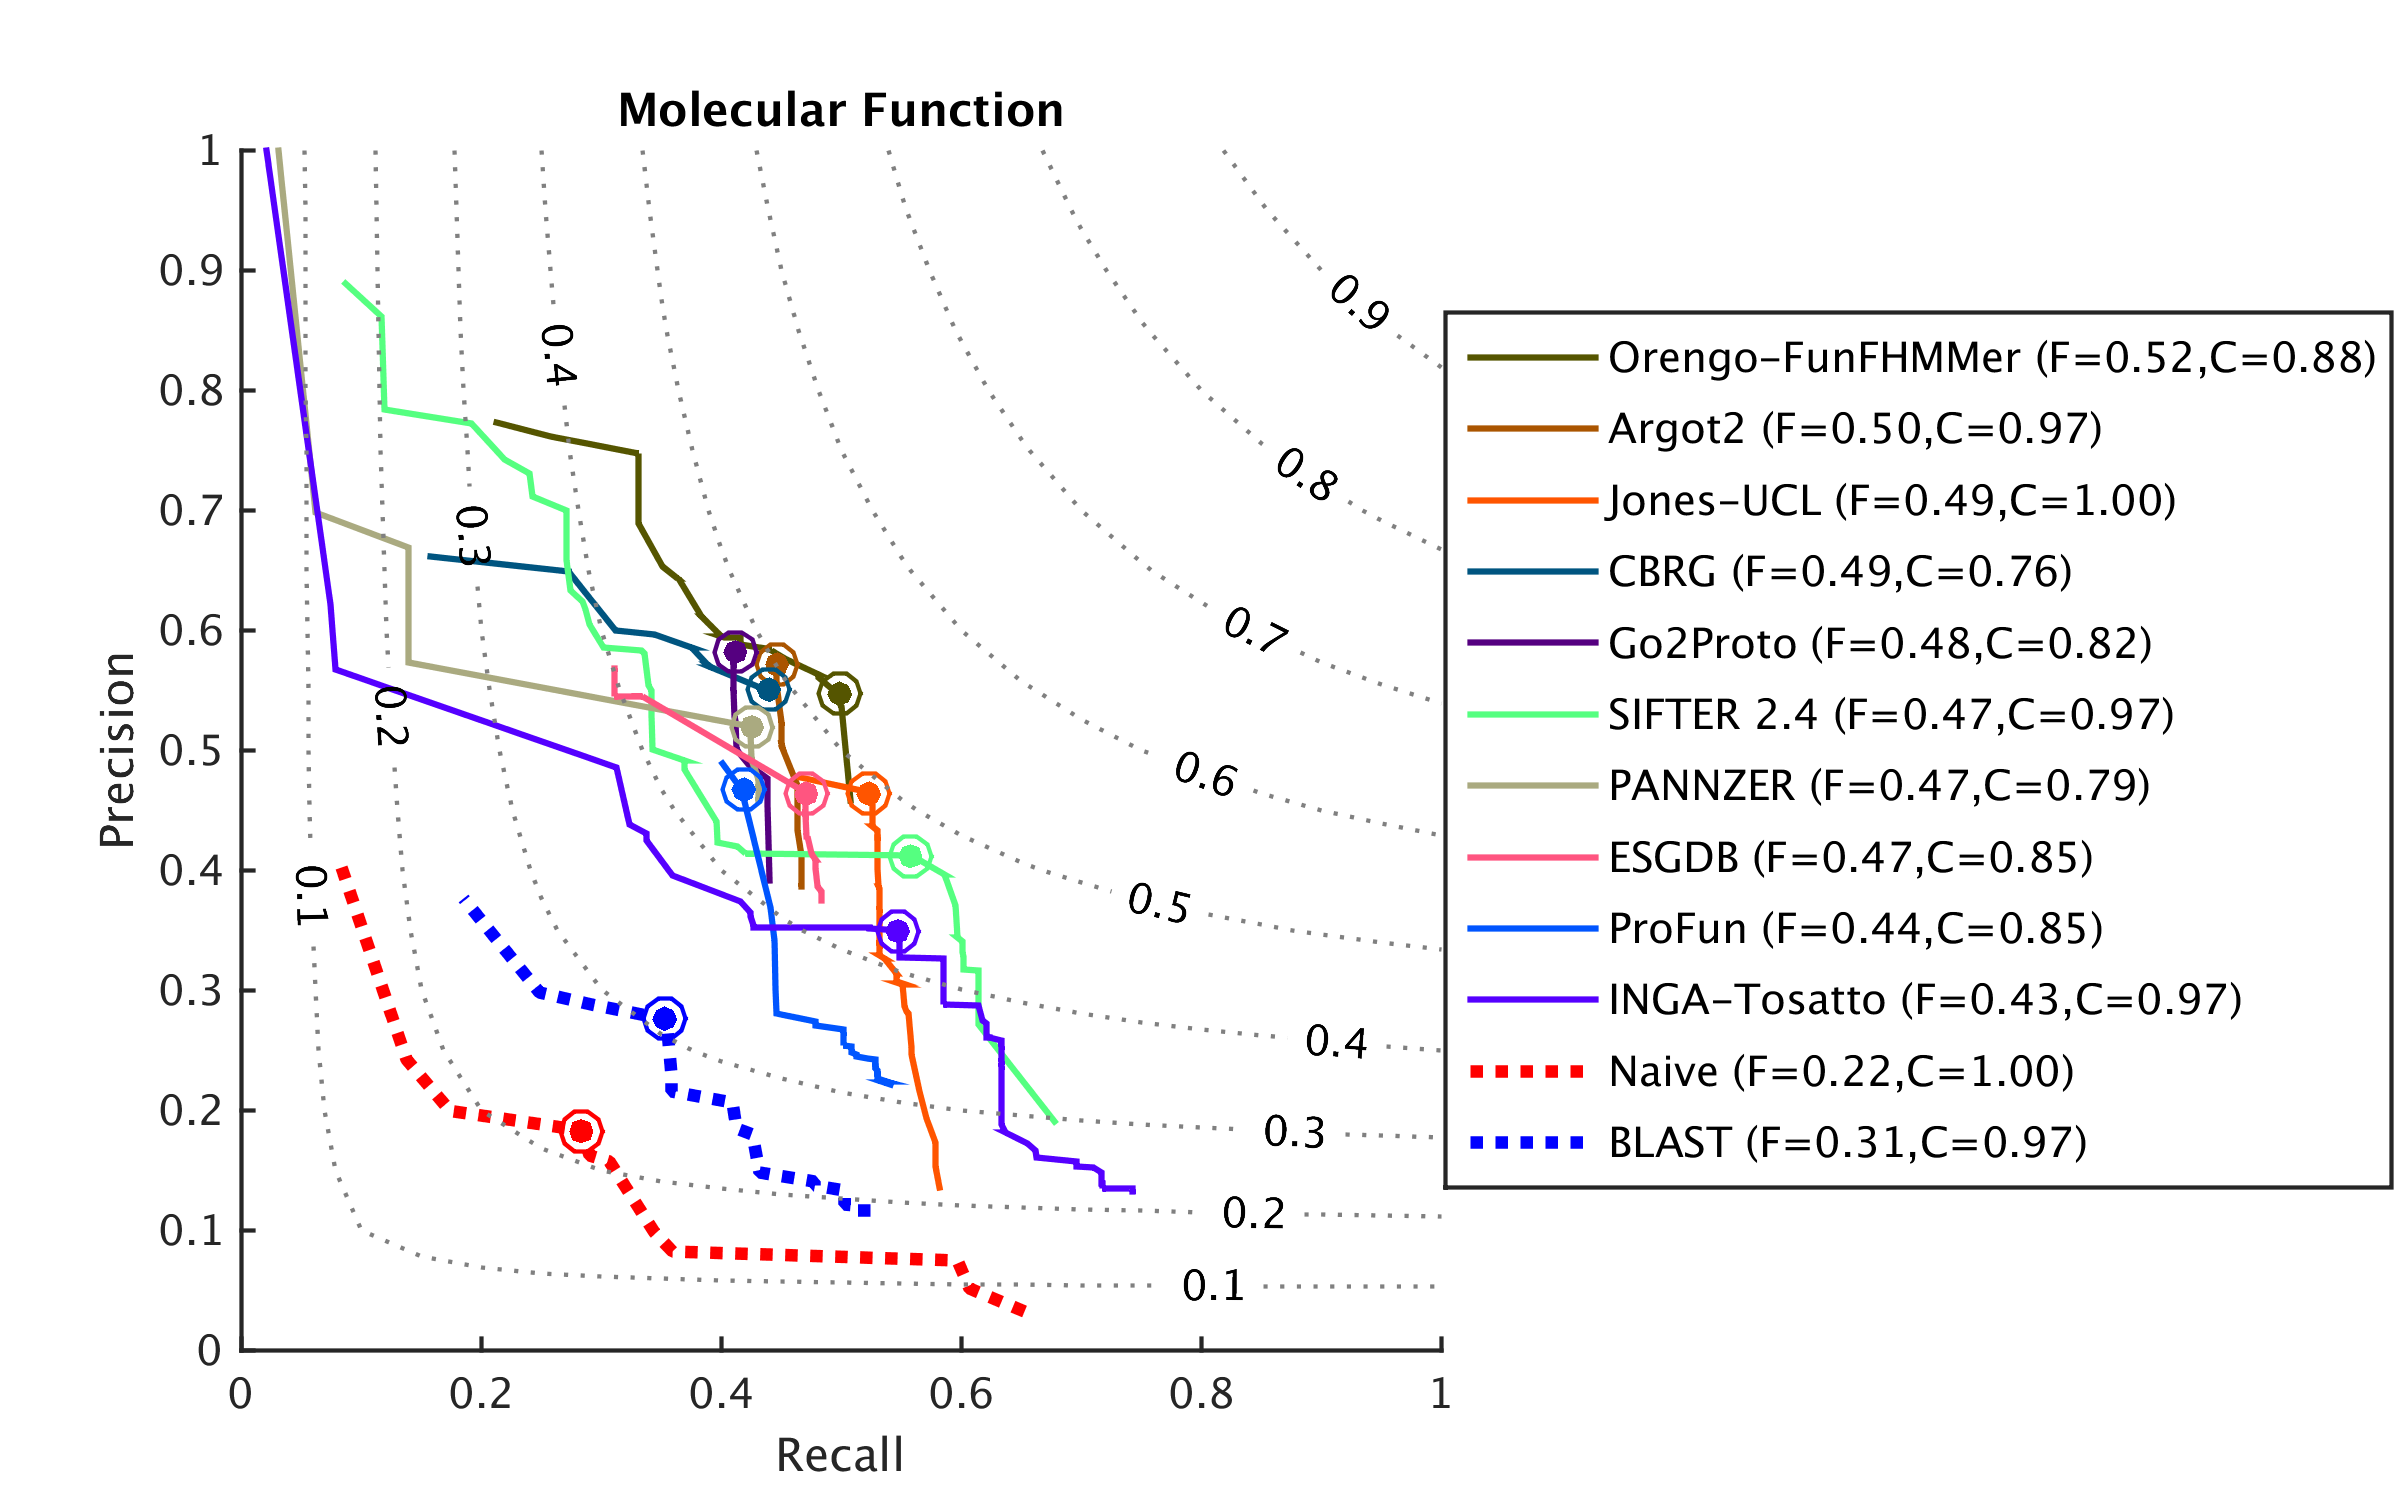 Molecular Function
Precision
1
0.9
0.8
0.7
0.6
0.5
0.4
0.3
0.2
0.1
0
0
0.2
0.4
0.6
0.8
1
Recall
0.4
0.3
0.2
0.1
0.9
0.8
0.7
0.6
0.5
0.4
0.3
0.2
0.1
Orengo-FunFHMMer (F=0.52,C=0.88)
Argot2 (F=0.50,C=0.97)
Jones-UCL (F=0.49,C=1.00)
CBRG (F=0.49,C=0.76)
Go2Proto (F=0.48,C=0.82)
SIFTER 2.4 (F=0.47,C=0.97)
PANNZER (F=0.47,C=0.79)
ESGDB (F=0.47,C=0.85)
ProFun (F=0.44,C=0.85)
INGA-Tosatto (F=0.43,C=0.97)
Naive (F=0.22,C=1.00)
BLAST (F=0.31,C=0.97)